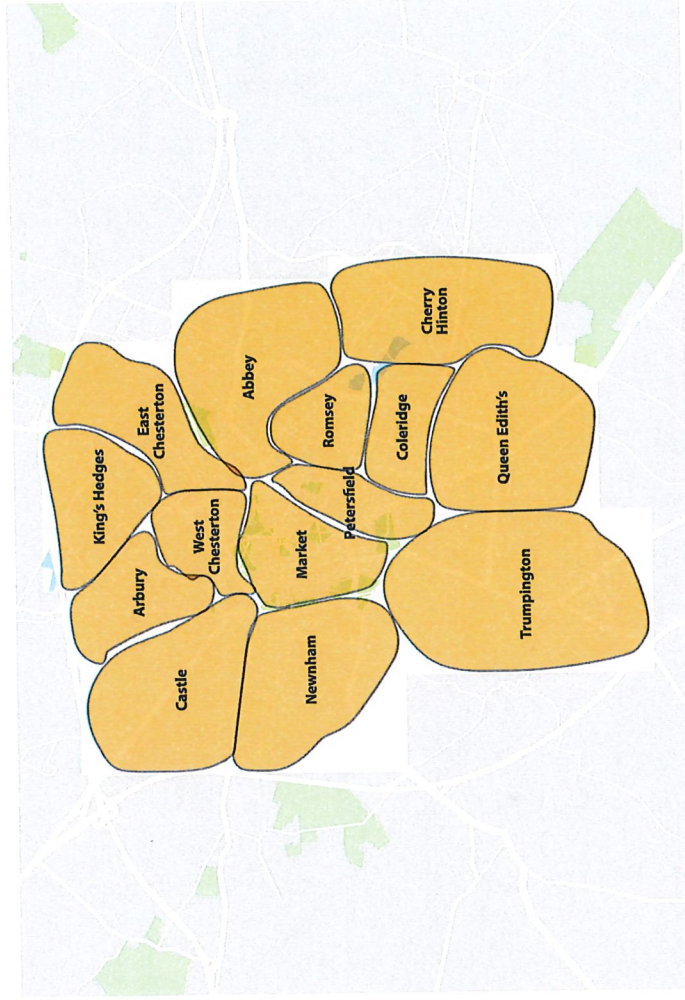 King's Hedges
East
Chesterton
Arbury
West
Chesterton
Castle
Abbey
Market
Romsey
Newnham
Petersfield
Coleridge
Cherry
Hinton
Queen Edith's
Trumpington